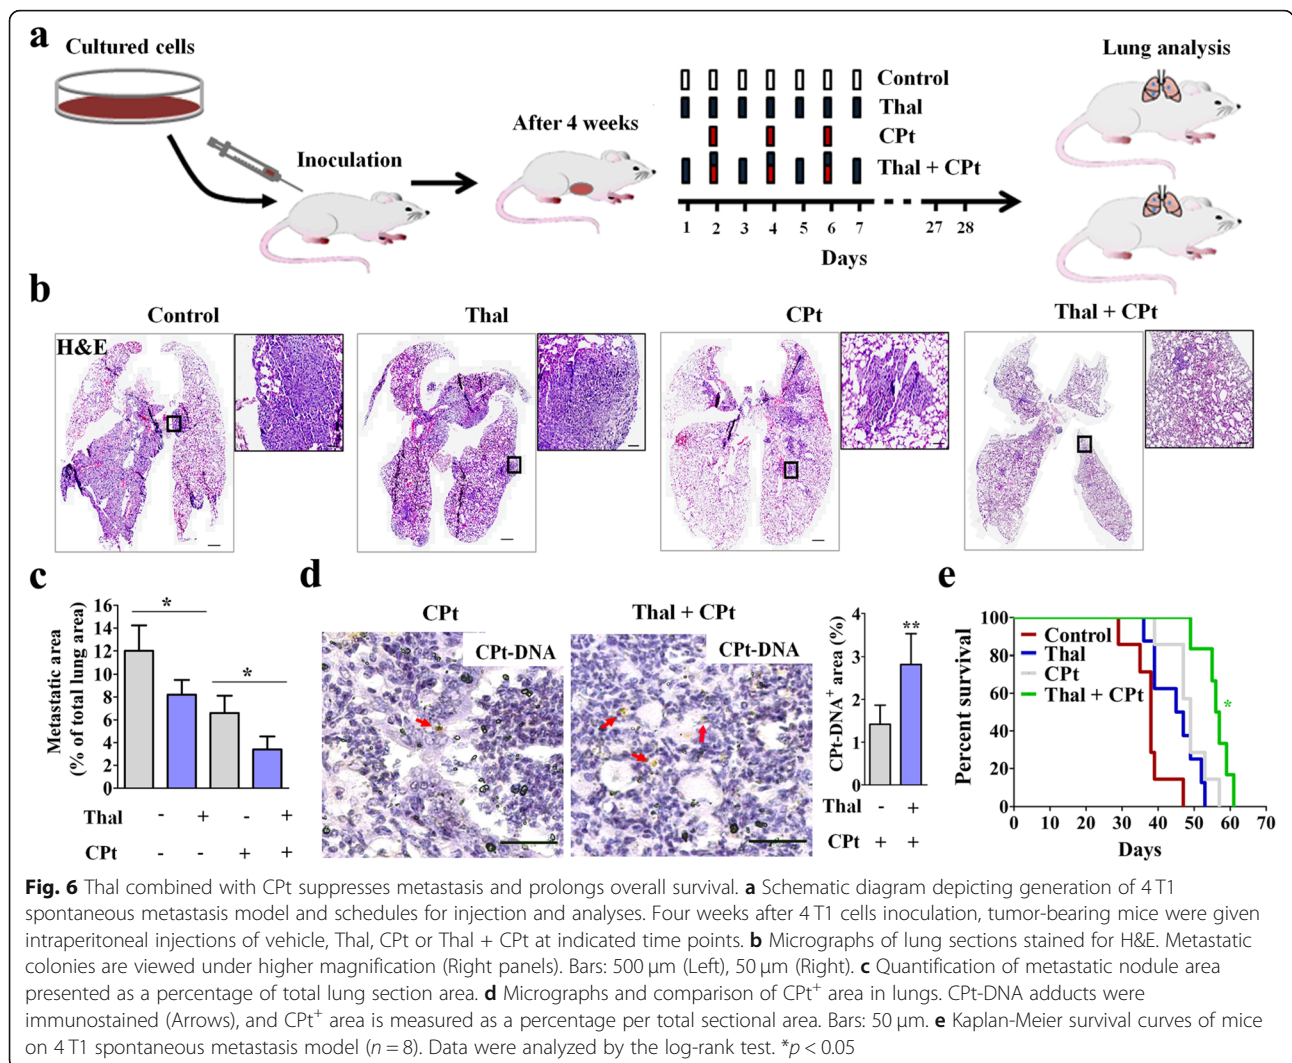 a
Cultured cells
Inoculation
After 4 weeks
Control
Thal
CPt
Thal + CPt
1 2 3 4 5 6 7 27 28
Days
Lung analysis
b
Control Thal CPt Thal + CPt
H&E
c
Metastatic area
(% of total lung area)
16
14
12
10
8
6
4
2
0
* *
Thal - + - +
CPt - - + +
d
CPt Thal + CPt
CPt-DNA CPt-DNA
CPt-DNA+ area (%)
4
3
2
1
0
**
Thal - +
CPt + +
e
Percent survival
100
80
60
40
20
0
Control
Thal
CPt
Thal + CPt
*
0 10 20 30 40 50 60 70
Days
Fig. 6 Thal combined with CPt suppresses metastasis and prolongs overall survival. a Schematic diagram depicting generation of 4 T1
spontaneous metastasis model and schedules for injection and analyses. Four weeks after 4 T1 cells inoculation, tumor-bearing mice were given
intraperitoneal injections of vehicle, Thal, CPt or Thal + CPt at indicated time points. b Micrographs of lung sections stained for H&E. Metastatic
colonies are viewed under higher magnification (Right panels). Bars: 500 μm (Left), 50 μm (Right). c Quantification of metastatic nodule area
presented as a percentage of total lung section area. d Micrographs and comparison of CPt+ area in lungs. CPt-DNA adducts were
immunostained (Arrows), and CPt+ area is measured as a percentage per total sectional area. Bars: 50 μm. e Kaplan-Meier survival curves of mice
on 4 T1 spontaneous metastasis model (n = 8). Data were analyzed by the log-rank test. *p < 0.05